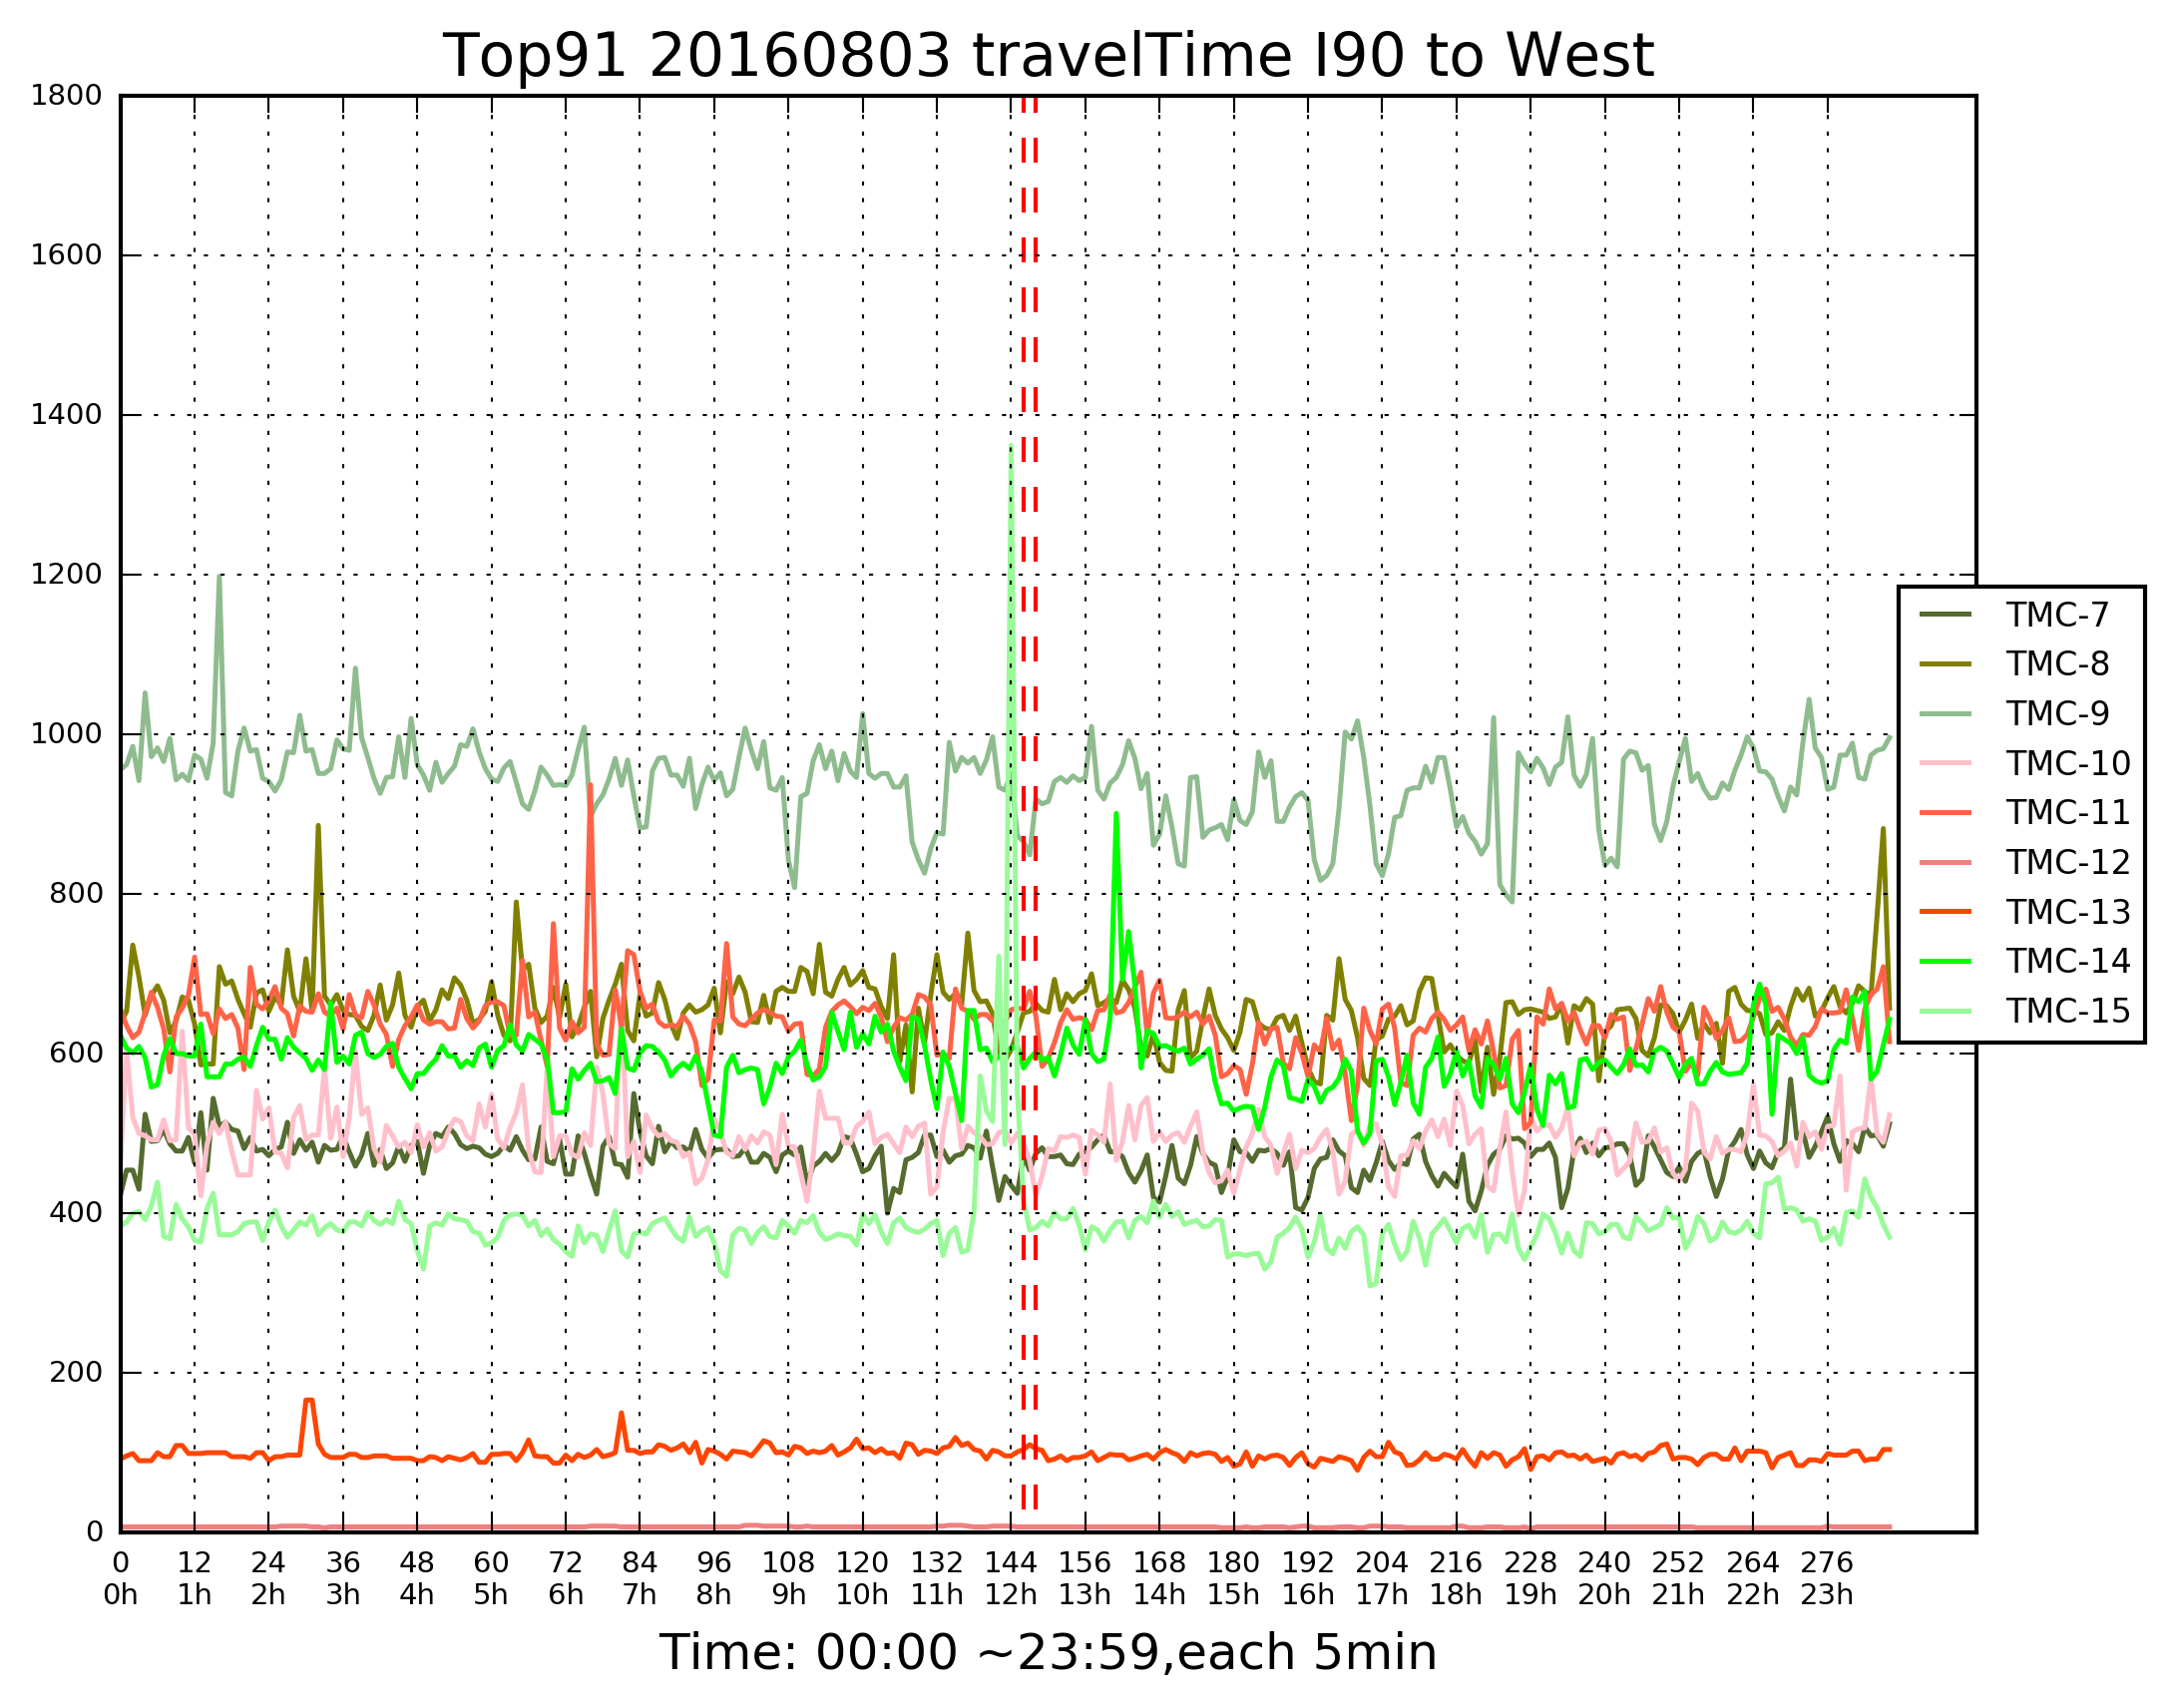 Top91 20160803 travelTime I90 to West
1800
1600
1400
1200
1000
800
600
400
200
0
TMC-7
TMC-8
TMC-9
TMC-10
TMC-11
TMC-12
TMC-13
TMC-14
TMC-15
0 12 24 36 48 60 72 84 96 108 120 132 144 156 168 180 192 204 216 228 240 252 264 276
0h 1h 2h 3h 4h 5h 6h 7h 8h 9h 10h 11h 12h 13h 14h 15h 16h 17h 18h 19h 20h 21h 22h 23h
Time: 00:00 ~23:59,each 5min